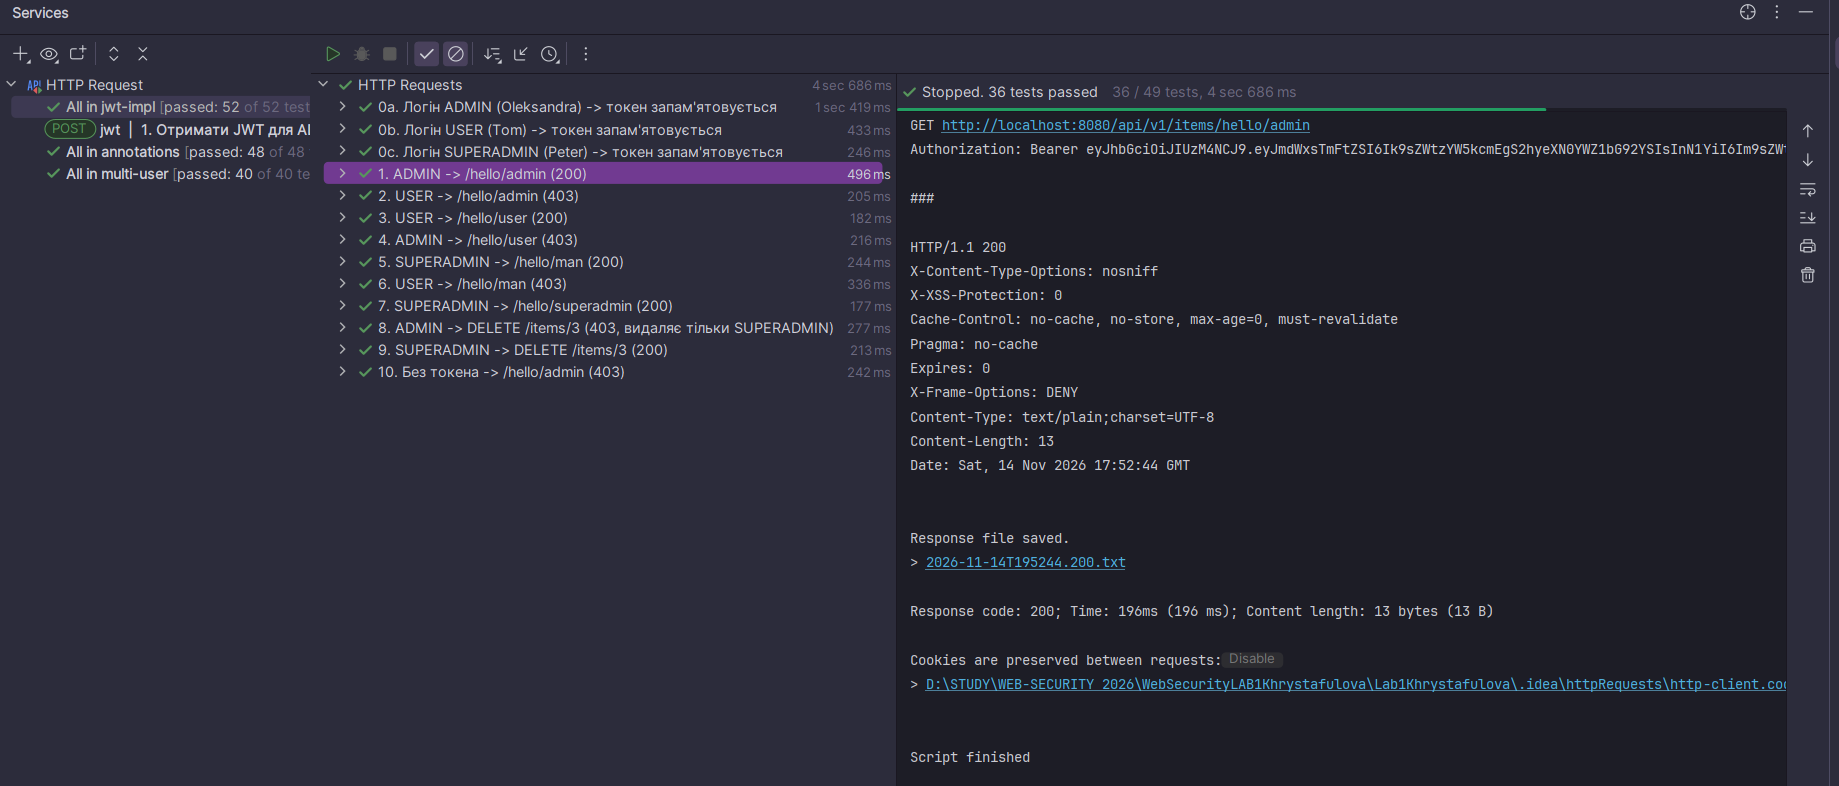 Services
HTTP Request
All in jwt-impl [passed: 52 of 52 test
POST jwt | 1. Отримати JWT для AI
All in annotations [passed: 48 of 48
All in multi-user [passed: 40 of 40 te
HTTP Requests 4 sec 686 ms
0a. Логін ADMIN (Oleksandra) -> токен запам'ятовується 1 sec 419 ms
0b. Логін USER (Tom) -> токен запам'ятовується 433 ms
0c. Логін SUPERADMIN (Peter) -> токен запам'ятовується 246 ms
1. ADMIN -> /hello/admin (200) 496 ms
2. USER -> /hello/admin (403) 205 ms
3. USER -> /hello/user (200) 182 ms
4. ADMIN -> /hello/user (403) 216 ms
5. SUPERADMIN -> /hello/man (200) 244 ms
6. USER -> /hello/man (403) 336 ms
7. SUPERADMIN -> /hello/superadmin (200) 177 ms
8. ADMIN -> DELETE /items/3 (403, видаляє тільки SUPERADMIN) 277 ms
9. SUPERADMIN -> DELETE /items/3 (200) 213 ms
10. Без токена -> /hello/admin (403) 242 ms
Stopped. 36 tests passed 36 / 49 tests, 4 sec 686 ms
GET http://localhost:8080/api/v1/items/hello/admin
Authorization: Bearer
###
HTTP/1.1 200
X-Content-Type-Options: nosniff
X-XSS-Protection: 0
Cache-Control: no-cache, no-store, max-age=0, must-revalidate
Pragma: no-cache
Expires: 0
X-Frame-Options: DENY
Content-Type: text/plain;charset=UTF-8
Content-Length: 13
Date: Sat, 14 Nov 2026 17:52:44 GMT
Response file saved.
> 2026-11-14T195244.200.txt
Response code: 200; Time: 196ms (196 ms); Content length: 13 bytes (13 B)
Cookies are preserved between requests: Disable
> D:\STUDY\WEB-SECURITY 2026\WebSecurityLAB1Khrystafulova\Lab1Khrystafulova\.idea\httpRequests\http-client.coo
Script finished